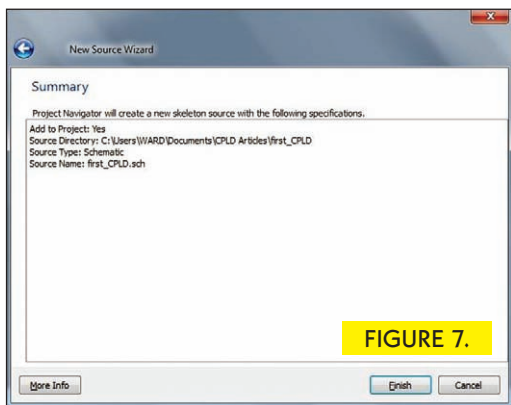 New Source Wizard
Summary
Project Navigator will create a new skeleton source with the following specifications.
Add to Project: Yes
Source Directory: C:\Users\WARD\Documents\CPLD Articles\first_CPLD
Source Type: Schematic
Source Name: first_CPLD.sch
FIGURE 7.
More Info
Finish
Cancel